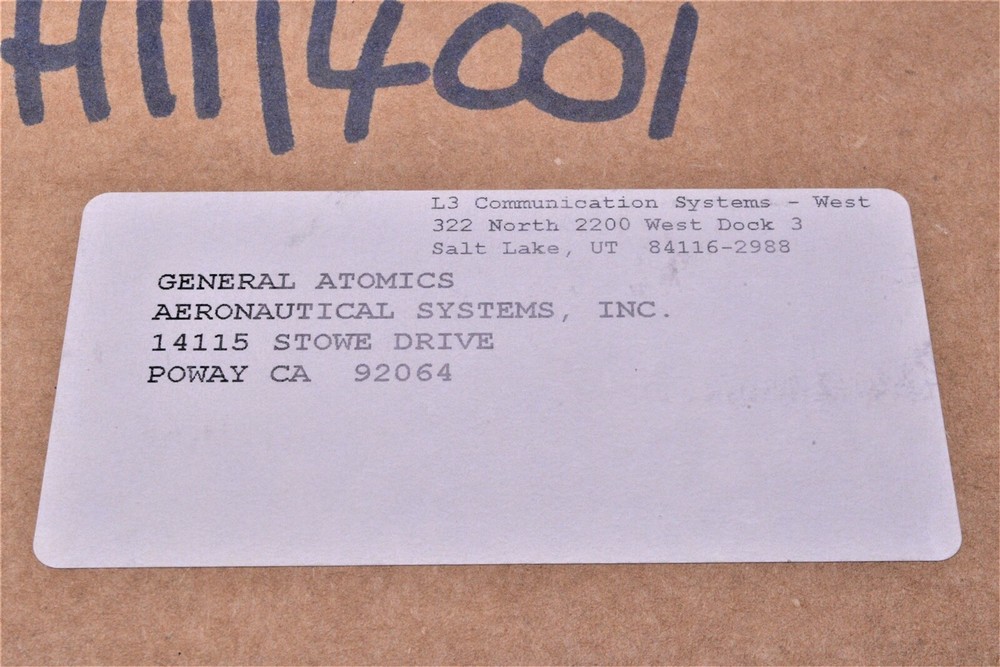 L3 Communication Systems - West
322 North 2200 West Dock 3
Salt Lake, UT 84116-2988
GENERAL ATOMICS
AERONAUTICAL SYSTEMS, INC.
14115 STOWE DRIVE
POWAY CA 92064